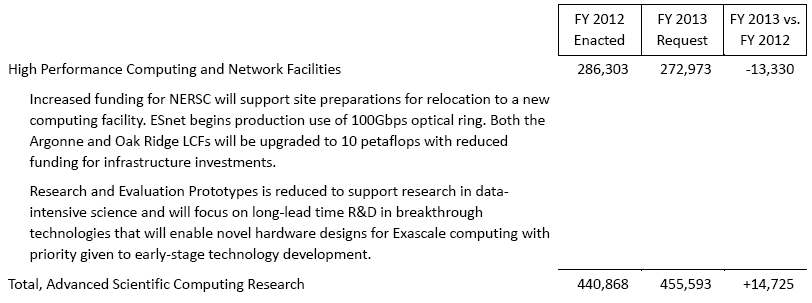 FY 2012 Enacted FY 2013 Request FY 2013 vs. FY 2012
High Performance Computing and Network Facilities 286,303 272,973 -13,330
Increased funding for NERSC will support site preparations for relocation to a new
computing facility. ESnet begins production use of 100Gbps optical ring. Both the
Argonne and Oak Ridge LCFs will be upgraded to 10 petaflops with reduced
funding for infrastructure investments.
Research and Evaluation Prototypes is reduced to support research in data-
intensive science and will focus on long-lead time R&D in breakthrough
technologies that will enable novel hardware designs for Exascale computing with
priority given to early-stage technology development.
Total, Advanced Scientific Computing Research 440,868 455,593 +14,725